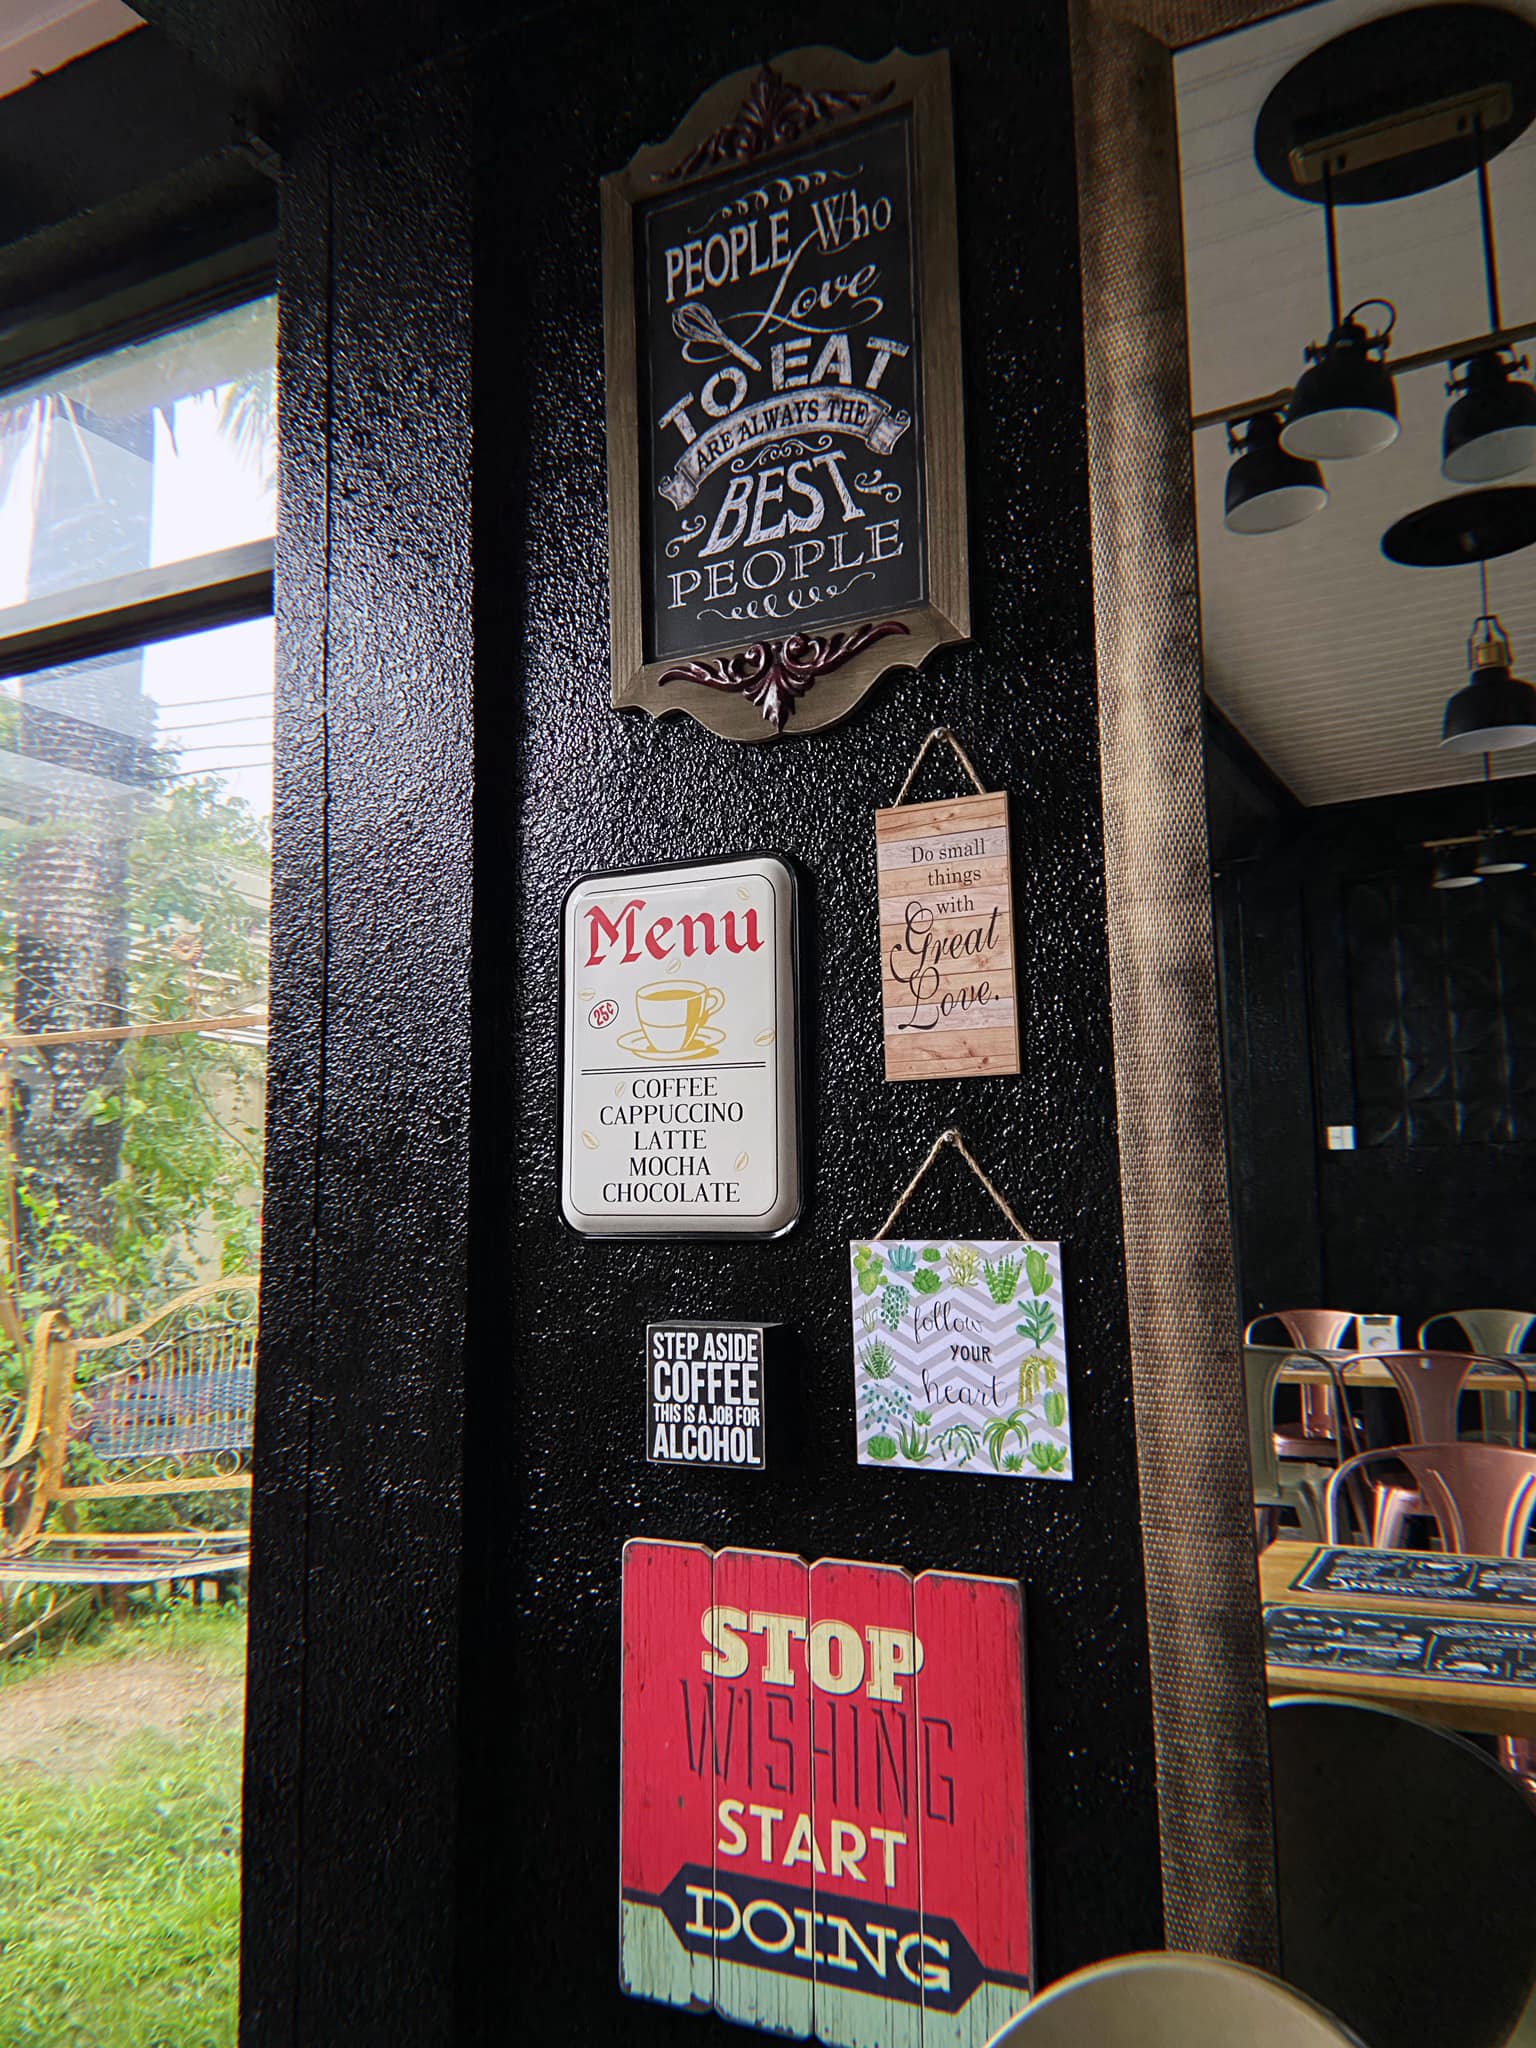 PEOPLE Who
Love
TO EAT
ARE ALWAYS THE
BEST
PEOPLE
Do small
things
with
Great
Love.
Menu
25¢
COFFEE
CAPPUCCINO
LATTE
MOCHA
CHOCOLATE
follow
YOUR
heart
STEP ASIDE
COFFEE
THIS IS A JOB FOR
ALCOHOL
STOP
WISHING
START
DOING